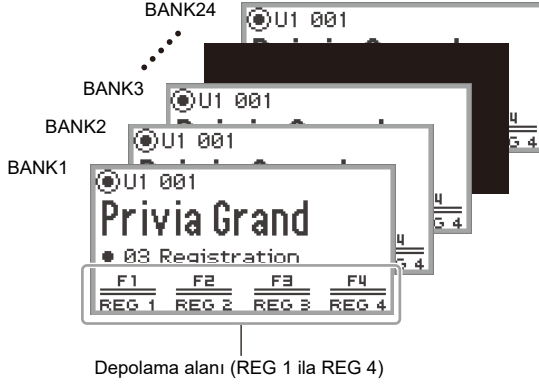 BANK24
U1 001
BANK3
U1 001
BANK2
U1 001
BANK1
U1 001
Privia Grand
03 Registration
F1 F2 F3 F4
REG 1 REG 2 REG 3 REG 4
Depolama alanı (REG 1 ila REG 4)